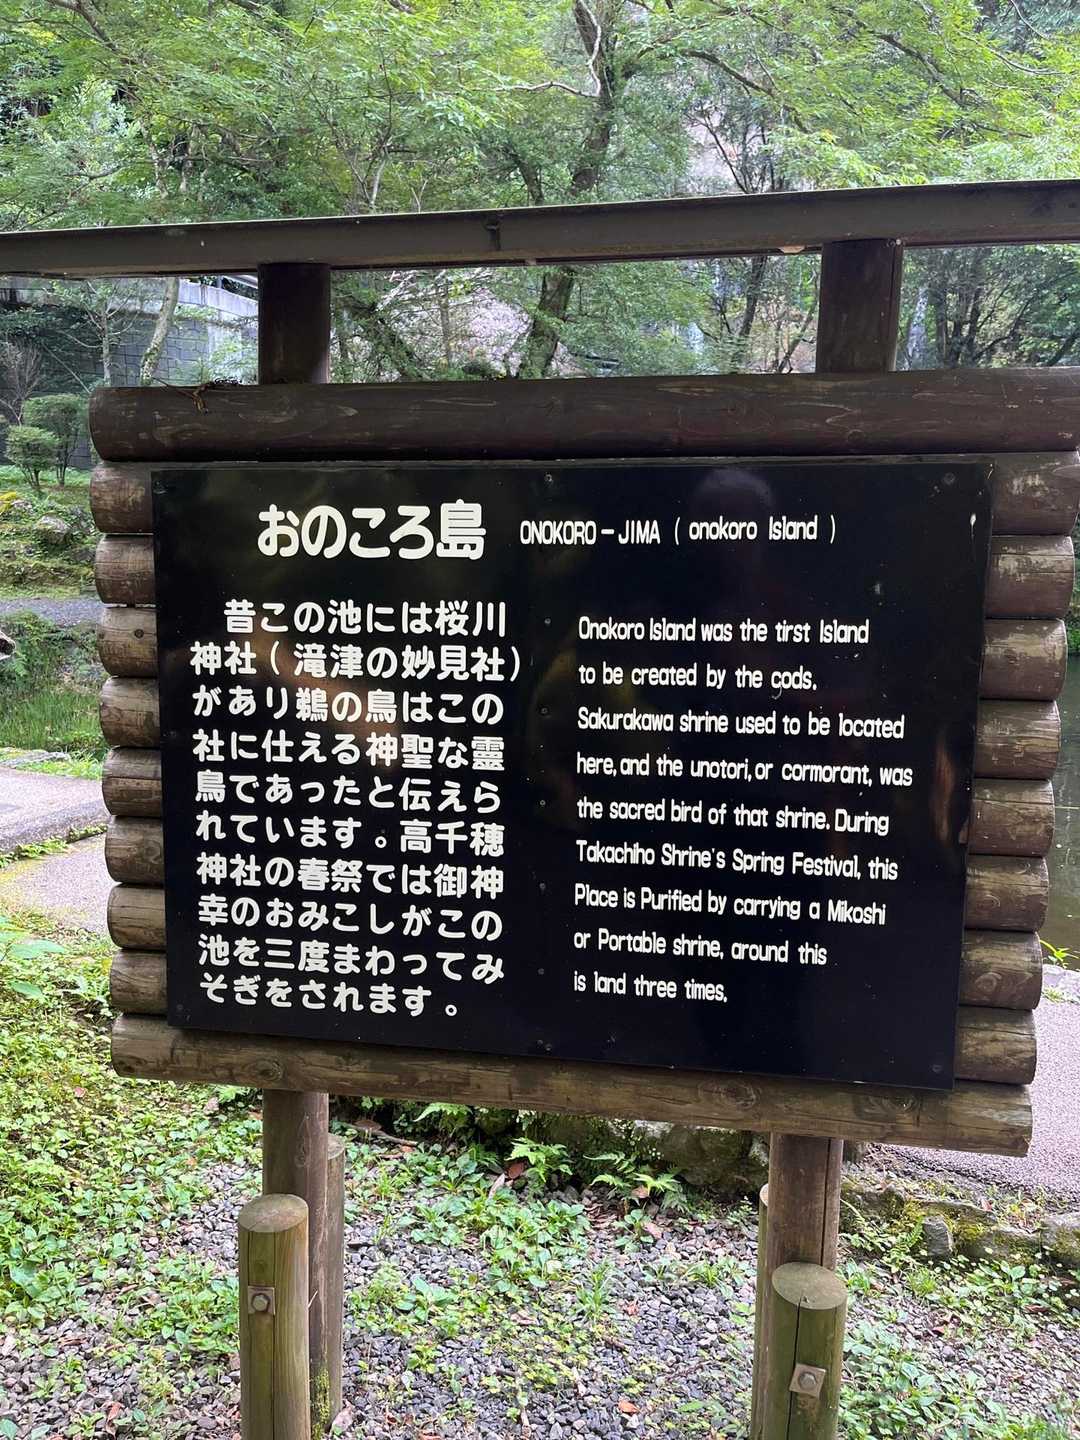 おのころ島 ONOKORO-JIMA ( onokoro Island )
昔この池には桜川
神社( 滝津の妙見社)
があり鵜の鳥はこの
社に仕える神聖な靈
鳥であったと伝えら
れています。高千穂
神社の春祭では御神
幸のおみこしがこの
池を三度まわってみ
そぎをされます。
Onokoro Island was the tirst Island
to be created by the gods.
Sakurakawa shrine used to be located
here, and the unotori, or cormorant, was
the sacred bird of that shrine. During
Takachiho Shrine's Spring Festival, this
Place is Purified by carrying a Mikoshi
or Portable shrine, around this
is land three times.